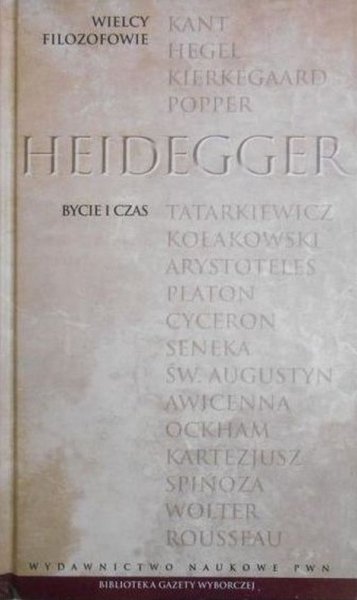 WIELCY
FILOZOFOWIE
KANT
HEGEL
KIERKEGAARD
POPPER
HEIDEGGER
BYCIE I CZAS
TATARKIEWICZ
KOŁAKOWSKI
ARYSTOTELES
PLATON
CYCERON
SENEKA
ŚW. AUGUSTYN
AWICENNA
OCKHAM
KARTEZJUSZ
SPINOZA
WOLTER
ROUSSEAU
WYDAWNICTWO NAUKOWE PWN
BIBLIOTEKA GAZETY WYBORCZEJ